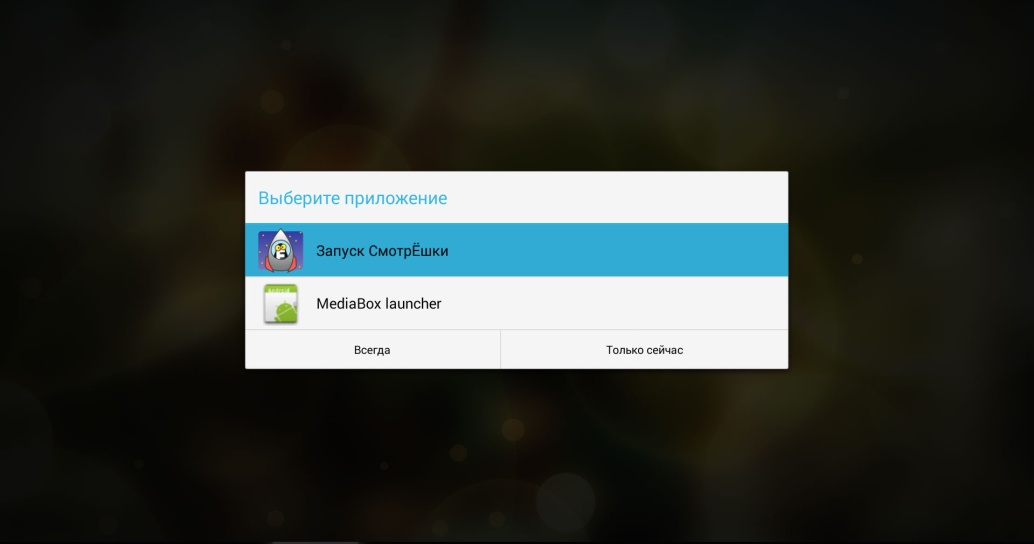 Выберите приложение
Запуск СмотрЁшки
MediaBox launcher
Всегда
Только сейчас